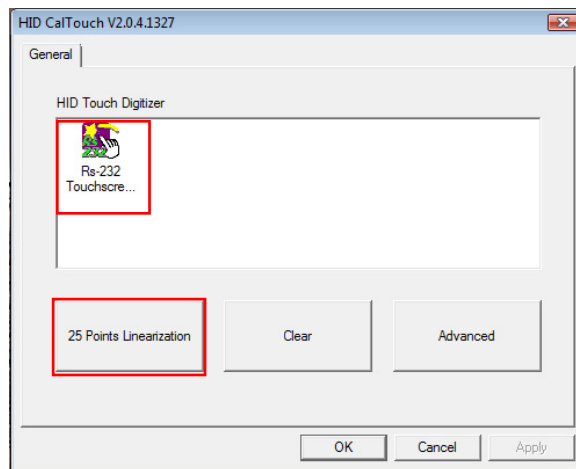 HID CalTouch V2.0.4.1327
General
HID Touch Digitizer
RS
232
Rs-232
Touchscre...
25 Points Linearization
Clear
Advanced
OK
Cancel
Apply